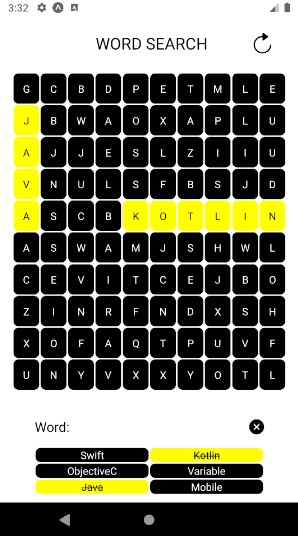 3:32
WORD SEARCH
G C B D P E T M L E
J B W A O X A P L U
A J J E S L Z I I U
V N U L S F B S J D
A S C B K O T L I N
A S W A M J S H W L
C E V I T C E J B O
Z I N R F N D X S H
X O F A Q T P U V F
U N Y V X X Y O T L
Word:
Swift Kotlin
ObjectiveC Variable
Java Mobile